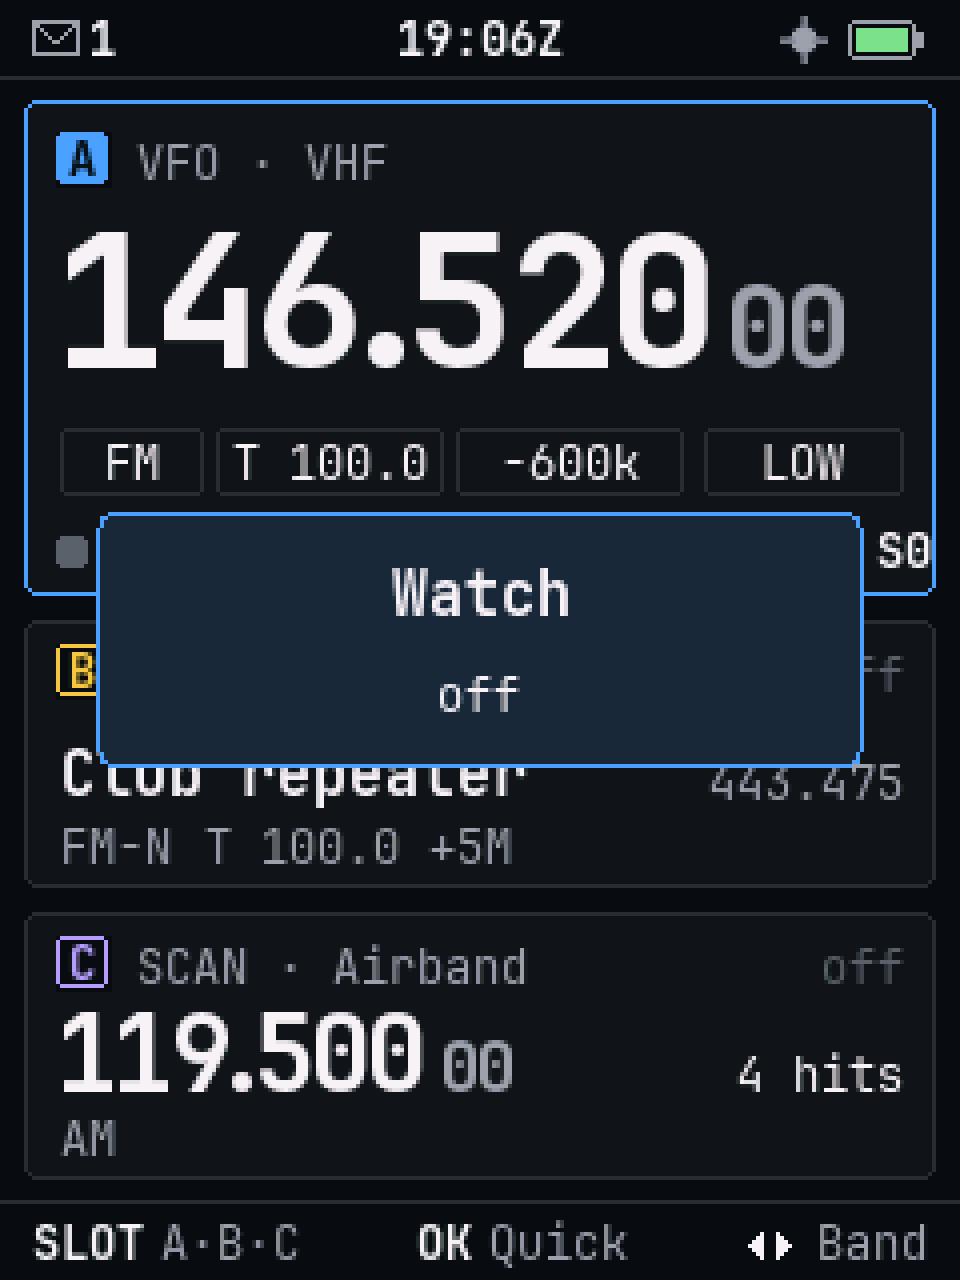 1 19:06Z
A VFO · VHF
146.520 00
FM T 100.0 -600k LOW
S0
Watch
off
B
Club repeater 443.475
FM-N T 100.0 +5M
C SCAN · Airband off
119.500 00 4 hits
AM
SLOT A·B·C OK Quick Band